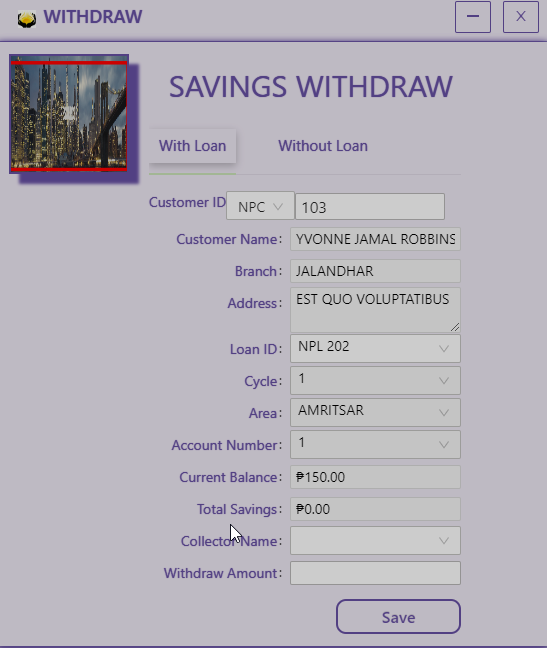 WITHDRAW
SAVINGS WITHDRAW
With Loan Without Loan
Customer ID NPC 103
Customer Name: YVONNE JAMAL ROBBINS
Branch: JALANDHAR
Address: EST QUO VOLUPTATIBUS
Loan ID: NPL 202
Cycle: 1
Area: AMRITSAR
Account Number: 1
Current Balance: ₱150.00
Total Savings: ₱0.00
Collector Name:
Withdraw Amount:
Save